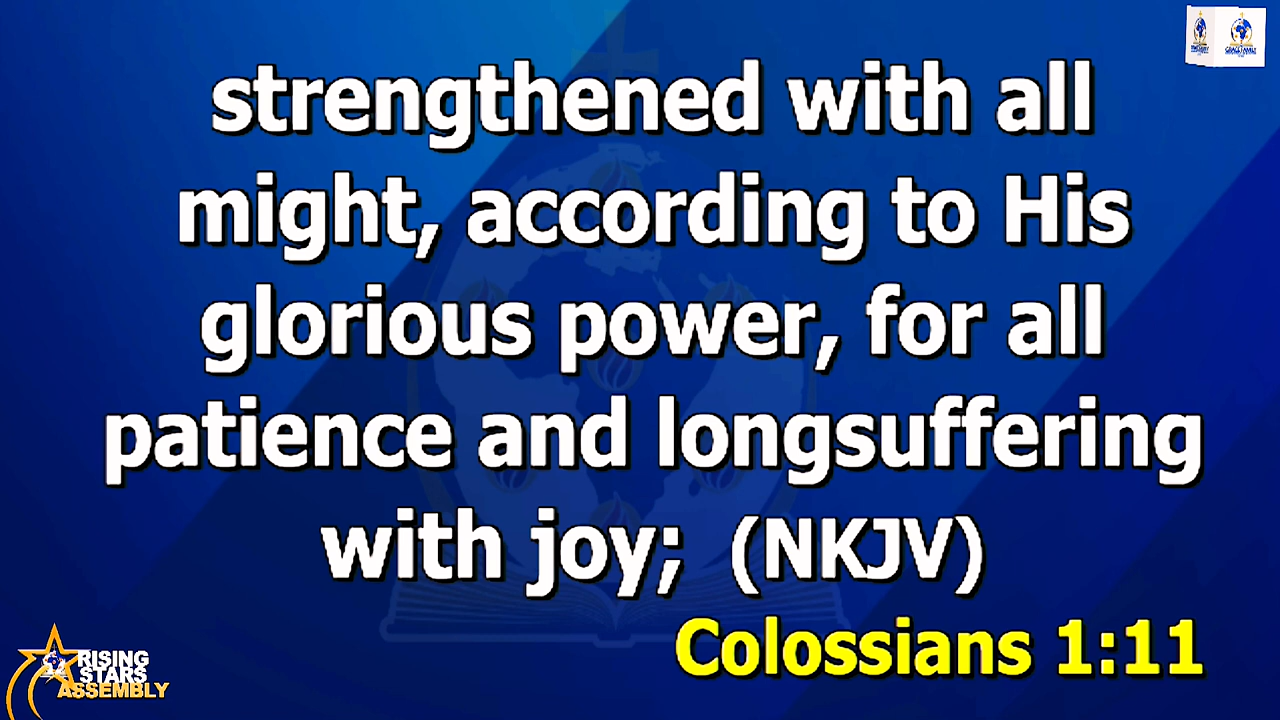 strengthened with all
might, according to His
glorious power, for all
patience and longsuffering
with joy; (NKJV)
Colossians 1:11
RISING
STARS
ASSEMBLY